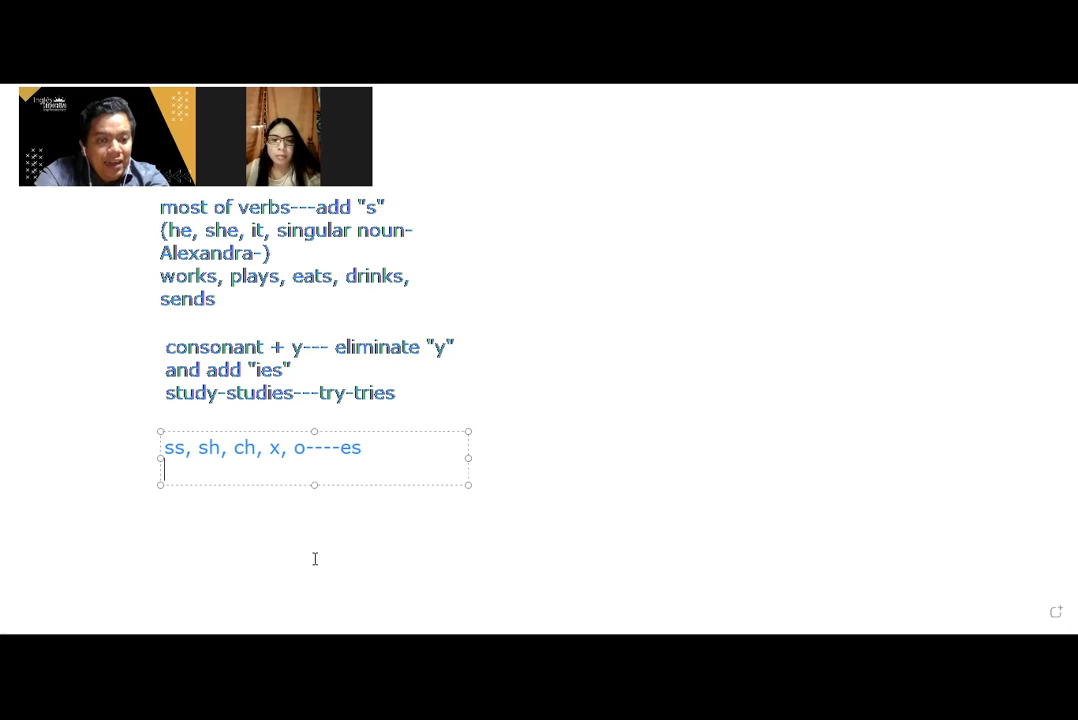 Inglés
most of verbs---add "s"
(he, she, it, singular noun-
Alexandra-)
works, plays, eats, drinks,
sends
consonant + y--- eliminate "y"
and add "ies"
study-studies---try-tries
ss, sh, ch, x, o----es